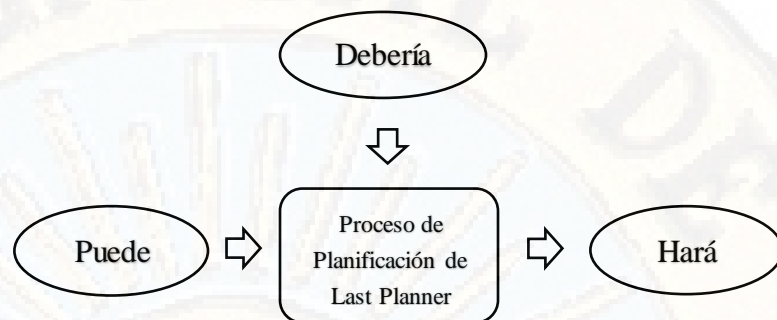 Debería
Puede
Proceso de
Planificación de
Last Planner
Hará